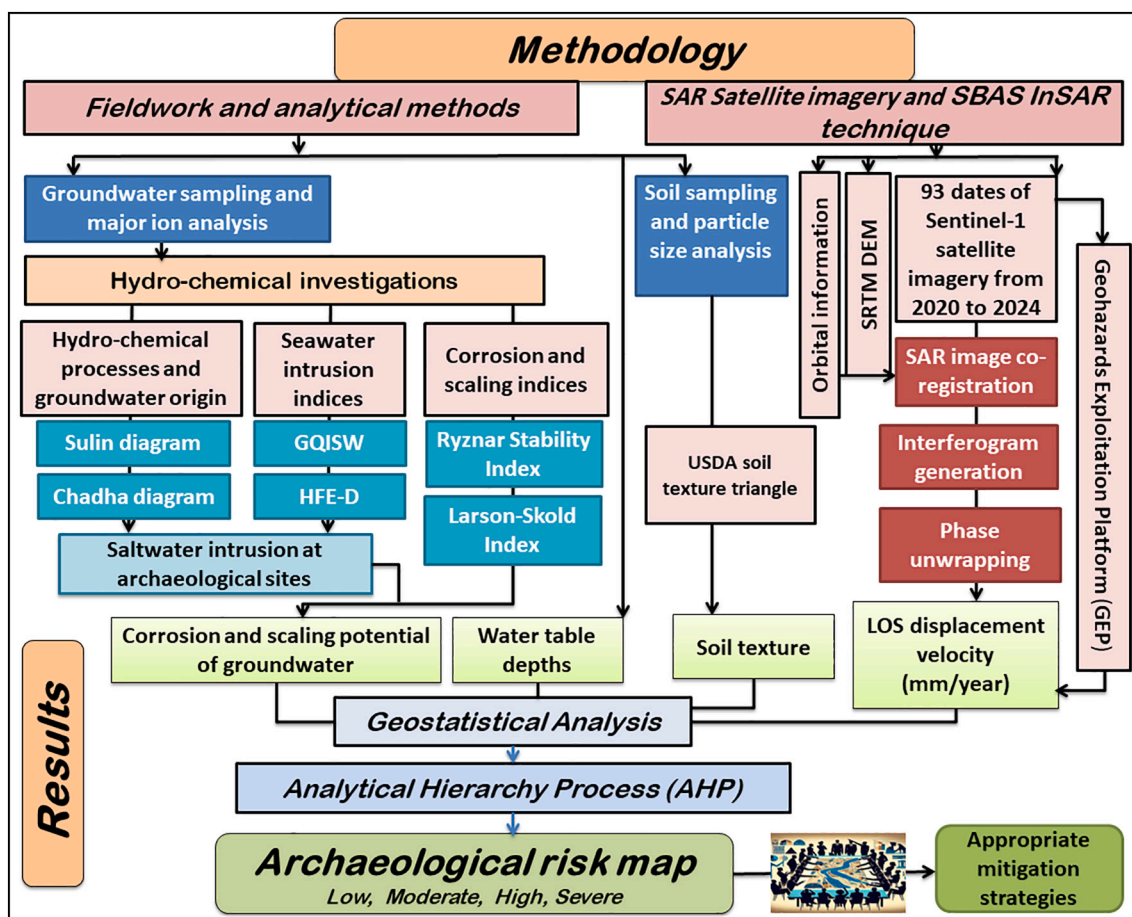 Methodology
Fieldwork and analytical methods
SAR Satellite imagery and SBAS InSAR
technique
Groundwater sampling and
major ion analysis
Soil sampling
and particle
size analysis
Orbital information
SRTM DEM
93 dates of
Sentinel-1
satellite
imagery from
2020 to 2024
Geohazards Exploitation Platform (GEP)
Hydro-chemical investigations
Hydro-chemical
processes and
groundwater origin
Seawater
intrusion
indices
Corrosion and
scaling indices
SAR image co-
registration
Sulin diagram
GQISW
Ryznar Stability
Index
USDA soil
texture triangle
Interferogram
generation
Chadha diagram
HFE-D
Larson-Skold
Index
Phase
unwrapping
Saltwater intrusion at
archaeological sites
Results
Corrosion and scaling potential
of groundwater
Water table
depths
Soil texture
LOS displacement
velocity
(mm/year)
Geostatistical Analysis
Analytical Hierarchy Process (AHP)
Archaeological risk map
Low, Moderate, High, Severe
Appropriate
mitigation
strategies